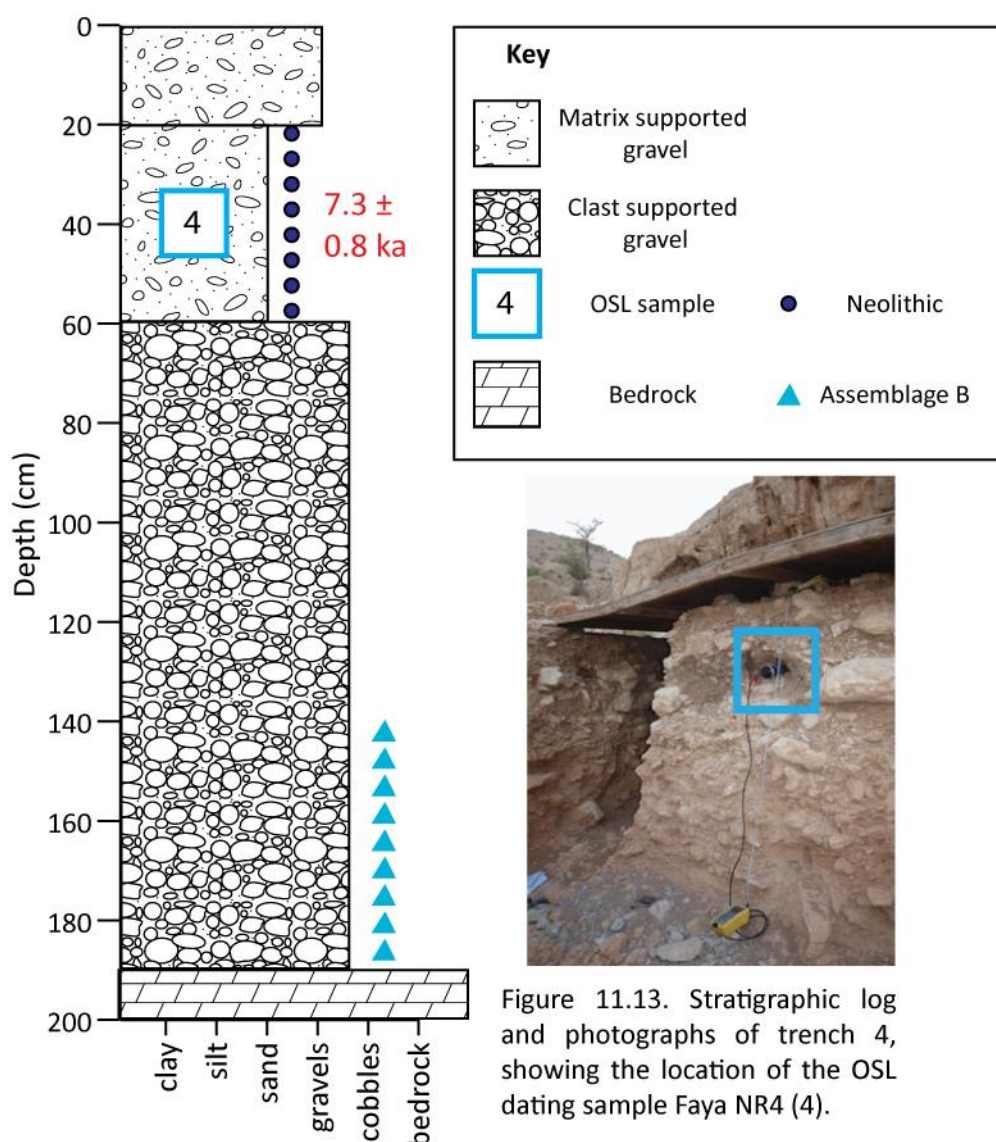 0
20
40
60
80
100
120
140
160
180
200
Depth (cm)
4
7.3 ±
0.8 ka
clay
silt
sand
gravels
cobbles
bedrock
Key
Matrix supported
gravel
Clast supported
gravel
4
OSL sample
Neolithic
Bedrock
Assemblage B
Figure 11.13. Stratigraphic log
and photographs of trench 4,
showing the location of the OSL
dating sample Faya NR4 (4).